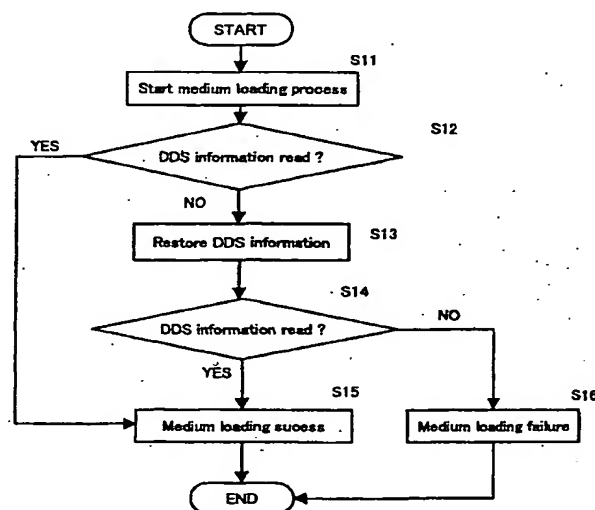 START
S11
Start medium loading process
S12
YES
DDS information read ?
NO
Restore DDS information
S13
S14
DDS information read ?
NO
YES
S15
S16
Medium loading sucess
Medium loading failure
END